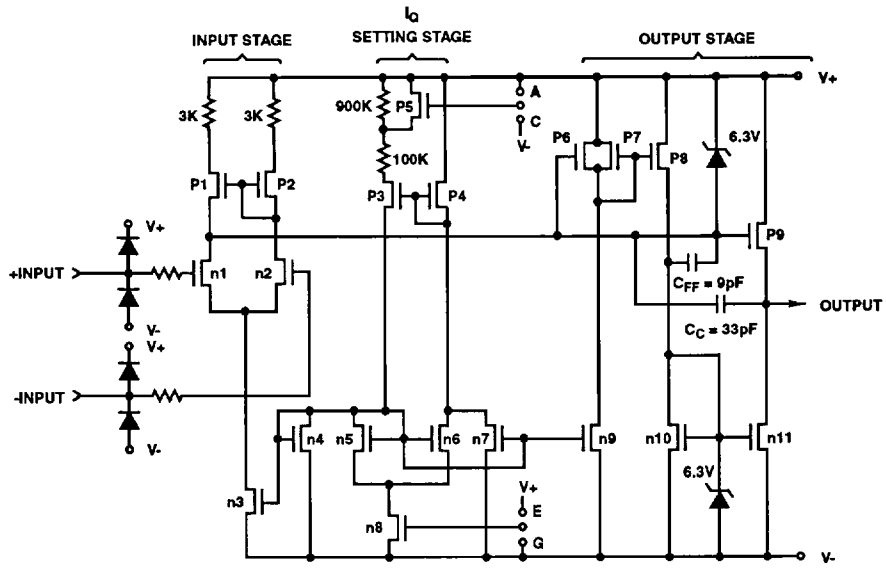 IQ
INPUT STAGE
SETTING STAGE
OUTPUT STAGE
V+
3K
3K
900K
P5
A
C
V-
100K
P6
P7
P8
6.3V
P1
P2
P3
P4
P9
V+
+INPUT
n1
n2
CFF = 9pF
OUTPUT
V-
V+
CC = 33pF
-INPUT
V-
n4
n5
n6
n7
n9
n10
n11
n3
n8
V+
E
G
6.3V
V-